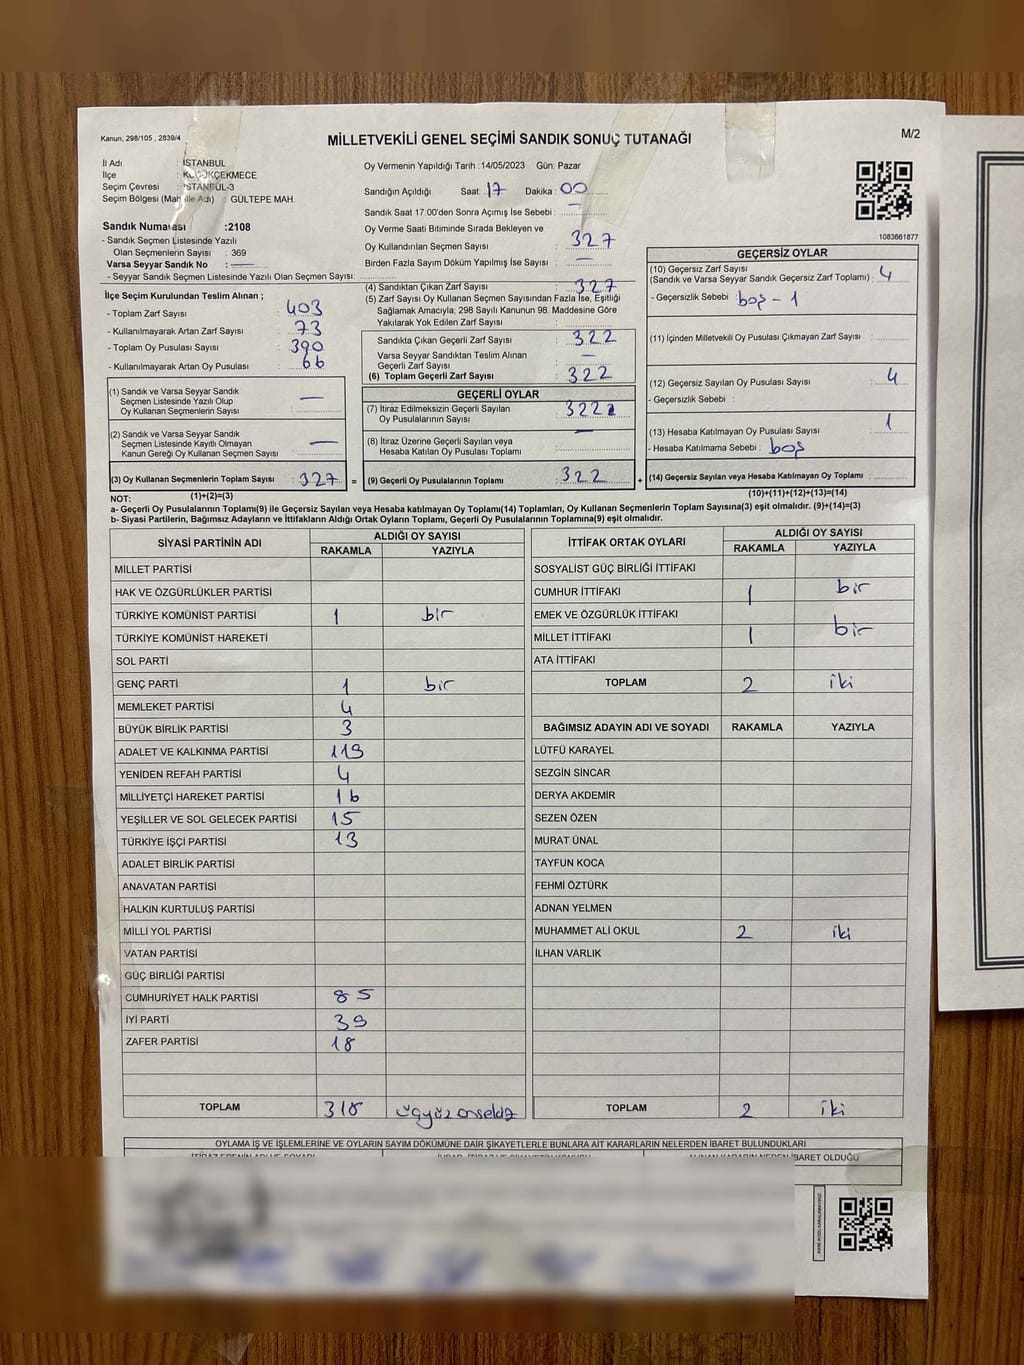 Kanun, 298/105 , 2839/4
MİLLETVEKİLİ GENEL SEÇİMİ SANDIK SONUÇ TUTANAĞI
M/2
İl Adı : İSTANBUL
İlçe : KÜÇÜKÇEKMECE
Seçim Çevresi : İSTANBUL-3
Seçim Bölgesi (Mahalle Adı) : GÜLTEPE MAH.
Sandık Numarası :2108
- Sandık Seçmen Listesinde Yazılı
Olan Seçmenlerin Sayısı : 369
Varsa Seyyar Sandık No : —
- Seyyar Sandık Seçmen Listesinde Yazılı Olan Seçmen Sayısı:
Oy Vermenin Yapıldığı Tarih :14/05/2023 Gün: Pazar
Sandığın Açıldığı Saat: 17 Dakika : 00
Sandık Saat 17.00'den Sonra Açımış İse Sebebi : —
Oy Verme Saati Bitiminde Sırada Bekleyen ve
Oy Kullandırılan Seçmen Sayısı : 327
Birden Fazla Sayım Döküm Yapılmış İse Sayısı : —
1083661877
İlçe Seçim Kurulundan Teslim Alınan ;
- Toplam Zarf Sayısı : 403
- Kullanılmayarak Artan Zarf Sayısı : 73
- Toplam Oy Pusulası Sayısı : 390
- Kullanılmayarak Artan Oy Pusulası : 66
(1) Sandık ve Varsa Seyyar Sandık
Seçmen Listesinde Yazılı Olup
Oy Kullanan Seçmenlerin Sayısı : —
(2) Sandık ve Varsa Seyyar Sandık
Seçmen Listesinde Kayıtlı Olmayan
Kanun Gereği Oy Kullanan Seçmen Sayısı : —
(3) Oy Kullanan Seçmenlerin Toplam Sayısı : 327 =
(4) Sandıktan Çıkan Zarf Sayısı : 327
(5) Zarf Sayısı Oy Kullanan Seçmen Sayısından Fazla İse, Eşitliği
Sağlamak Amacıyla; 298 Sayılı Kanunun 98. Maddesine Göre
Yakılarak Yok Edilen Zarf Sayısı :
Sandıkta Çıkan Geçerli Zarf Sayısı : 322
Varsa Seyyar Sandıktan Teslim Alınan
Geçerli Zarf Sayısı : —
(6) Toplam Geçerli Zarf Sayısı : 322
GEÇERLİ OYLAR
(7) İtiraz Edilmeksizin Geçerli Sayılan
Oy Pusulasının Sayısı : 322
(8) İtiraz Üzerine Geçerli Sayılan veya
Hesaba Katılan Oy Pusulası Toplamı : —
(9) Geçerli Oy Pusulalarının Toplamı : 322 +
GEÇERSİZ OYLAR
(10) Geçersiz Zarf Sayısı
(Sandık ve Varsa Seyyar Sandık Geçersiz Zarf Toplamı) : 4
- Geçersizlik Sebebi : boş - 1
(11) İçinden Milletvekili Oy Pusulası Çıkmayan Zarf Sayısı :
(12) Geçersiz Sayılan Oy Pusulası Sayısı : 4
- Geçersizlik Sebebi :
(13) Hesaba Katılmayan Oy Pusulası Sayısı : 1
- Hesaba Katılmama Sebebi : boş
(14) Geçersiz Sayılan veya Hesaba Katılmayan Oy Toplamı :
NOT: (1)+(2)=(3) (10)+(11)+(12)+(13)=(14)
a- Geçerli Oy Pusulalarının Toplamı(9) ile Geçersiz Sayılan veya Hesaba katılmayan Oy Toplamı(14) Toplamları, Oy Kullanan Seçmenlerin Toplam Sayısına(3) eşit olmalıdır. (9)+(14)=(3)
b- Siyasi Partilerin, Bağımsız Adayların ve İttifakların Aldığı Ortak Oyların Toplamı, Geçerli Oy Pusulalarının Toplamına(9) eşit olmalıdır.
SİYASİ PARTİNİN ADI ALDIĞI OY SAYISI
RAKAMLA YAZIYLA
MİLLET PARTİSİ
HAK VE ÖZGÜRLÜKLER PARTİSİ
TÜRKİYE KOMÜNİST PARTİSİ 1 bir
TÜRKİYE KOMÜNİST HAREKETİ
SOL PARTİ
GENÇ PARTİ 1 bir
MEMLEKET PARTİSİ 4
BÜYÜK BİRLİK PARTİSİ 3
ADALET VE KALKINMA PARTİSİ 119
YENİDEN REFAH PARTİSİ 4
MİLLİYETÇİ HAREKET PARTİSİ 16
YEŞİLLER VE SOL GELECEK PARTİSİ 15
TÜRKİYE İŞÇİ PARTİSİ 13
ADALET BİRLİK PARTİSİ
ANAVATAN PARTİSİ
HALKIN KURTULUŞ PARTİSİ
MİLLİ YOL PARTİSİ
VATAN PARTİSİ
GÜÇ BİRLİĞİ PARTİSİ
CUMHURİYET HALK PARTİSİ 85
İYİ PARTİ 39
ZAFER PARTİSİ 18
TOPLAM 318 üçyüz onsekiz
İTTİFAK ORTAK OYLARI ALDIĞI OY SAYISI
RAKAMLA YAZIYLA
SOSYALİST GÜÇ BİRLİĞİ İTTİFAKI
CUMHUR İTTİFAKI 1 bir
EMEK VE ÖZGÜRLÜK İTTİFAKI
MİLLET İTTİFAKI 1 bir
ATA İTTİFAKI
TOPLAM 2 iki
BAĞIMSIZ ADAYIN ADI VE SOYADI RAKAMLA YAZIYLA
LÜTFÜ KARAYEL
SEZGİN SİNCAR
DERYA AKDEMİR
SEZEN ÖZEN
MURAT ÜNAL
TAYFUN KOCA
FEHMİ ÖZTÜRK
ADNAN YELMEN
MUHAMMET ALİ OKUL 2 iki
İLHAN VARLIK
TOPLAM 2 iki
OYLAMA İŞ VE İŞLEMLERİNE VE OYLARIN SAYIM DÖKÜMÜNE DAİR ŞİKAYETLERLE BUNLARA AİT KARARLARIN NELERDEN İBARET BULUNDUKLARI
ALINAN KARARIN NEDEN İBARET OLDUĞU